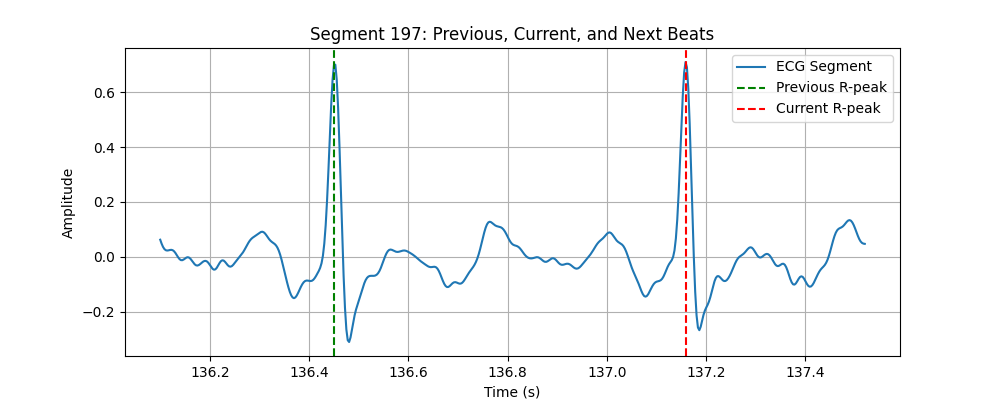 Segment 197: Previous, Current, and Next Beats
ECG Segment
Previous R-peak
Current R-peak
Amplitude
0.6
0.4
0.2
0.0
−0.2
136.2 136.4 136.6 136.8 137.0 137.2 137.4
Time (s)